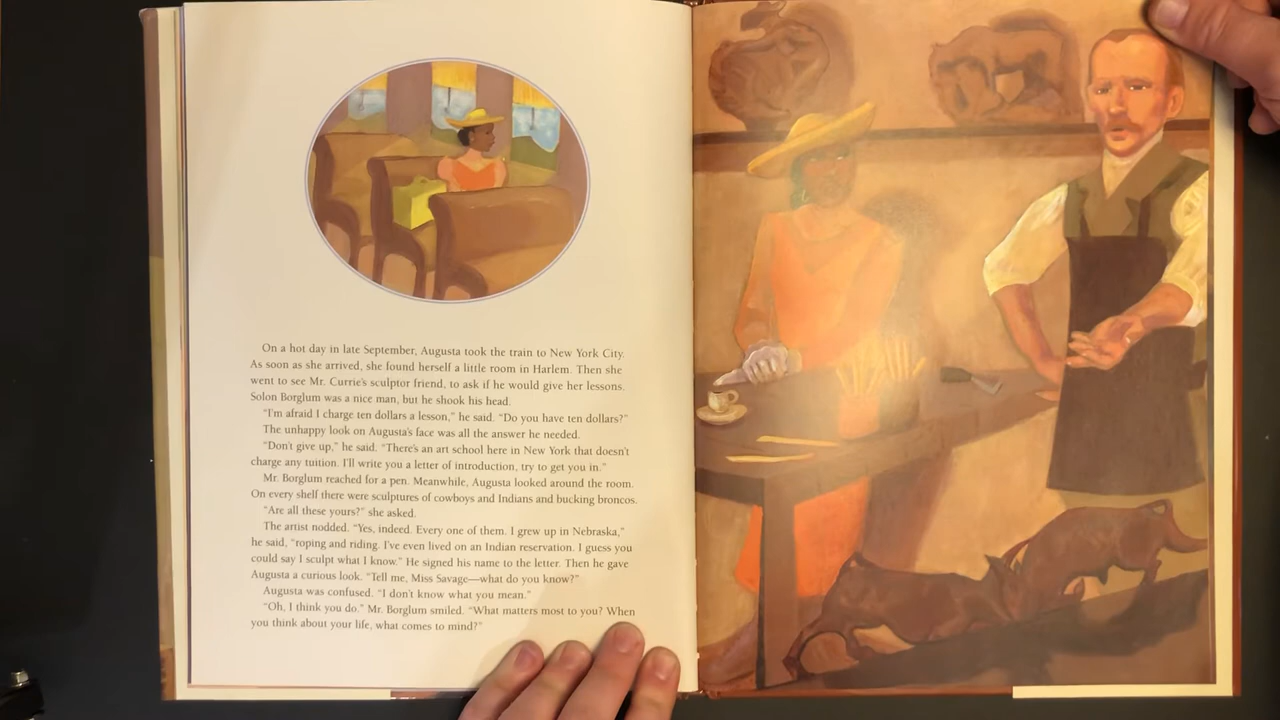 On a hot day in late September, Augusta took the train to New York City.
As soon as she arrived, she found herself a little room in Harlem. Then she
went to see Mr. Currie's sculptor friend, to ask if he would give her lessons.
Solon Borglum was a nice man, but he shook his head.
"I'm afraid I charge ten dollars a lesson," he said. "Do you have ten dollars?"
The unhappy look on Augusta's face was all the answer he needed.
"Don't give up," he said. "There's an art school here in New York that doesn't
charge any tuition. I'll write you a letter of introduction, try to get you in."
Mr. Borglum reached for a pen. Meanwhile, Augusta looked around the room.
On every shelf there were sculptures of cowboys and Indians and bucking broncos.
"Are all these yours?" she asked.
The artist nodded. "Yes, indeed. Every one of them. I grew up in Nebraska,"
he said, "roping and riding. I've even lived on an Indian reservation. I guess you
could say I sculpt what I know." He signed his name to the letter. Then he gave
Augusta a curious look. "Tell me, Miss Savage—what do you know?"
Augusta was confused. "I don't know what you mean."
"Oh, I think you do." Mr. Borglum smiled. "What matters most to you? When
you think about your life, what comes to mind?"